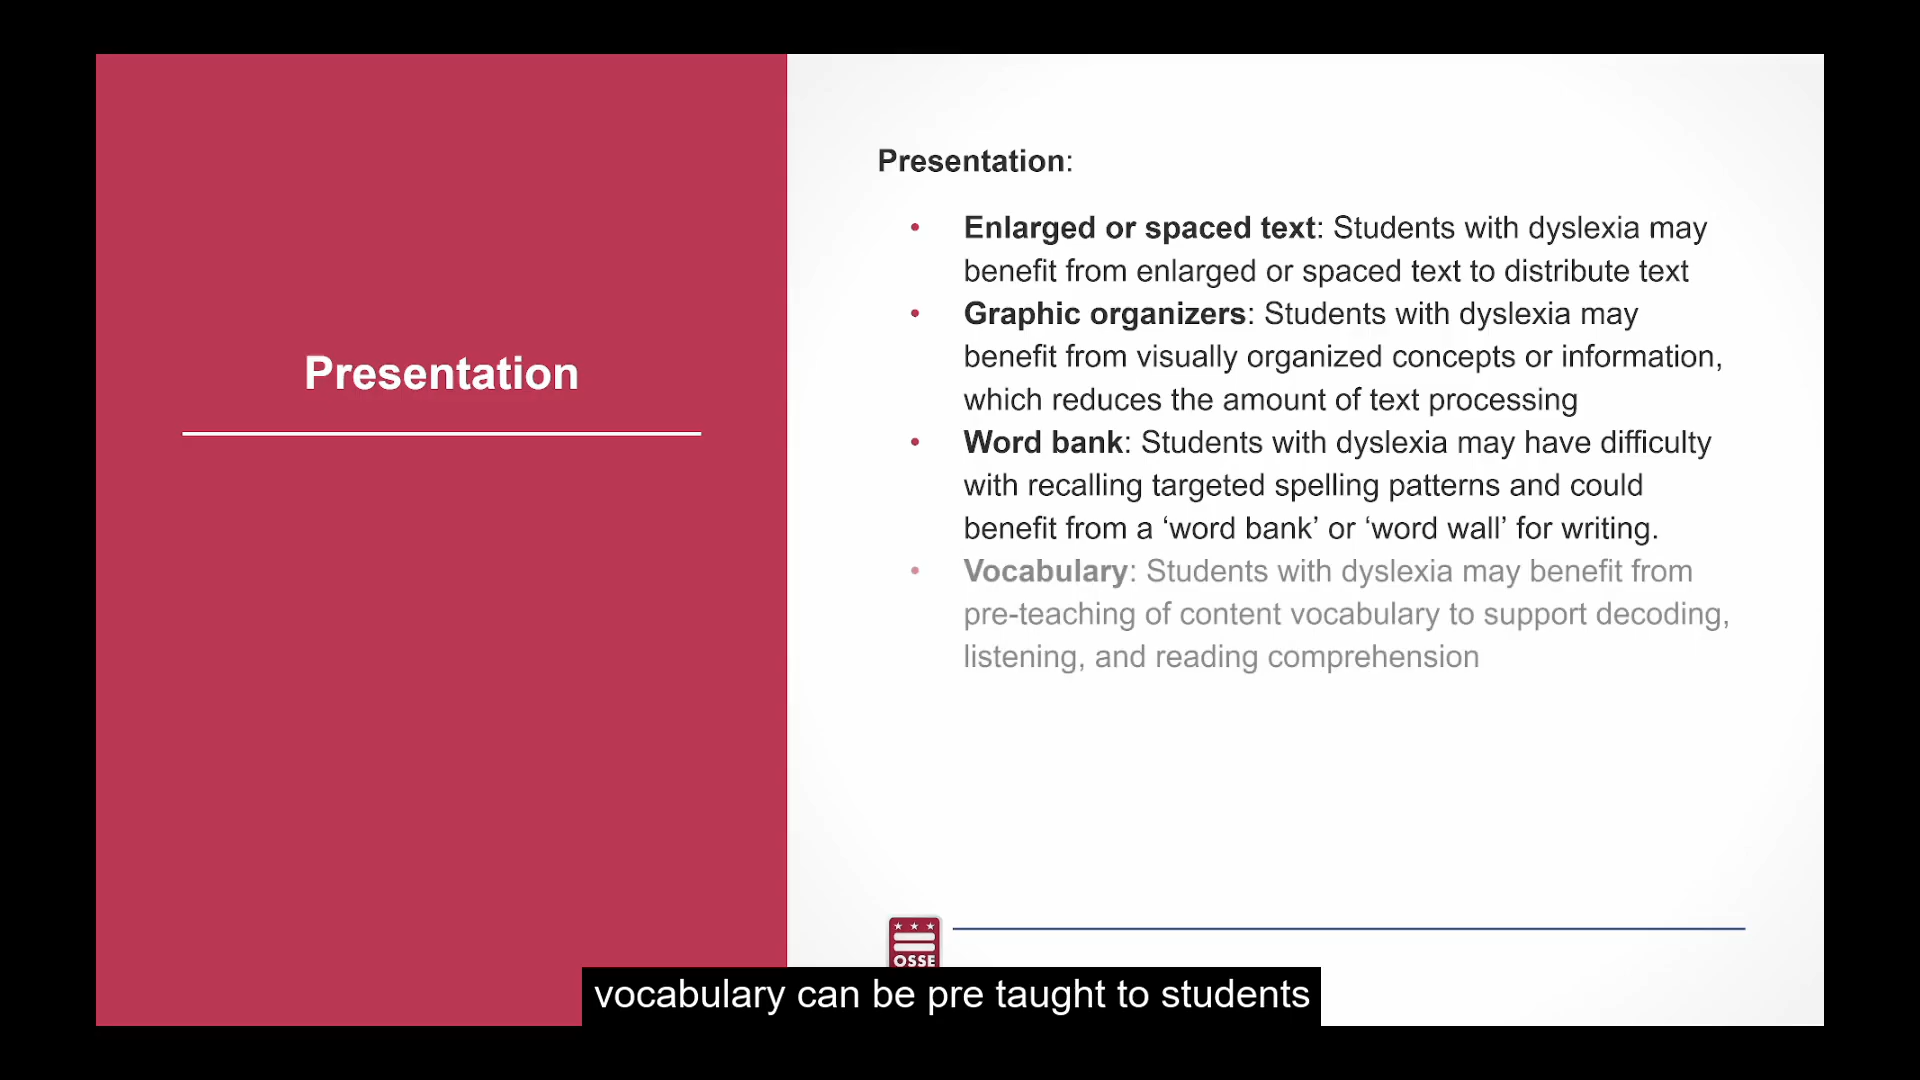 Presentation
Presentation:
• Enlarged or spaced text: Students with dyslexia may
benefit from enlarged or spaced text to distribute text
• Graphic organizers: Students with dyslexia may
benefit from visually organized concepts or information,
which reduces the amount of text processing
• Word bank: Students with dyslexia may have difficulty
with recalling targeted spelling patterns and could
benefit from a ‘word bank’ or ‘word wall’ for writing.
• Vocabulary: Students with dyslexia may benefit from
pre-teaching of content vocabulary to support decoding,
listening, and reading comprehension
OSSE
vocabulary can be pre taught to students